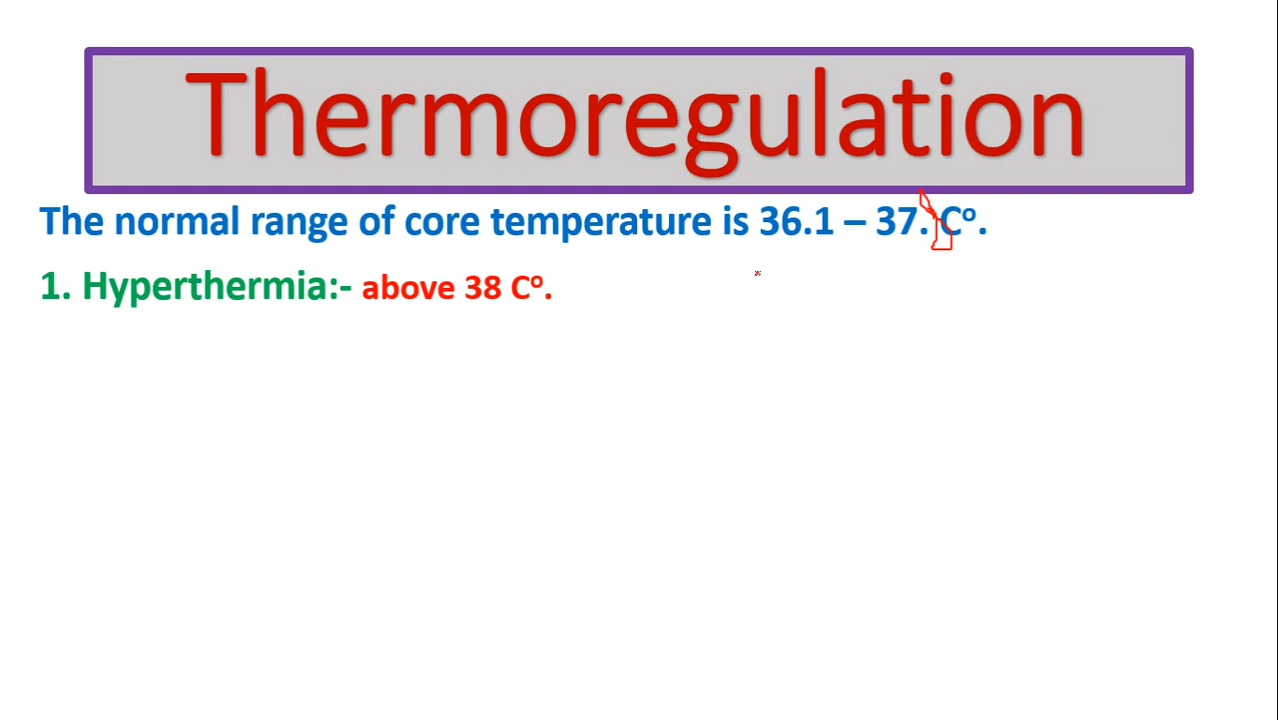 Thermoregulation
The normal range of core temperature is 36.1 – 37. Cº.
1. Hyperthermia:- above 38 Cº.